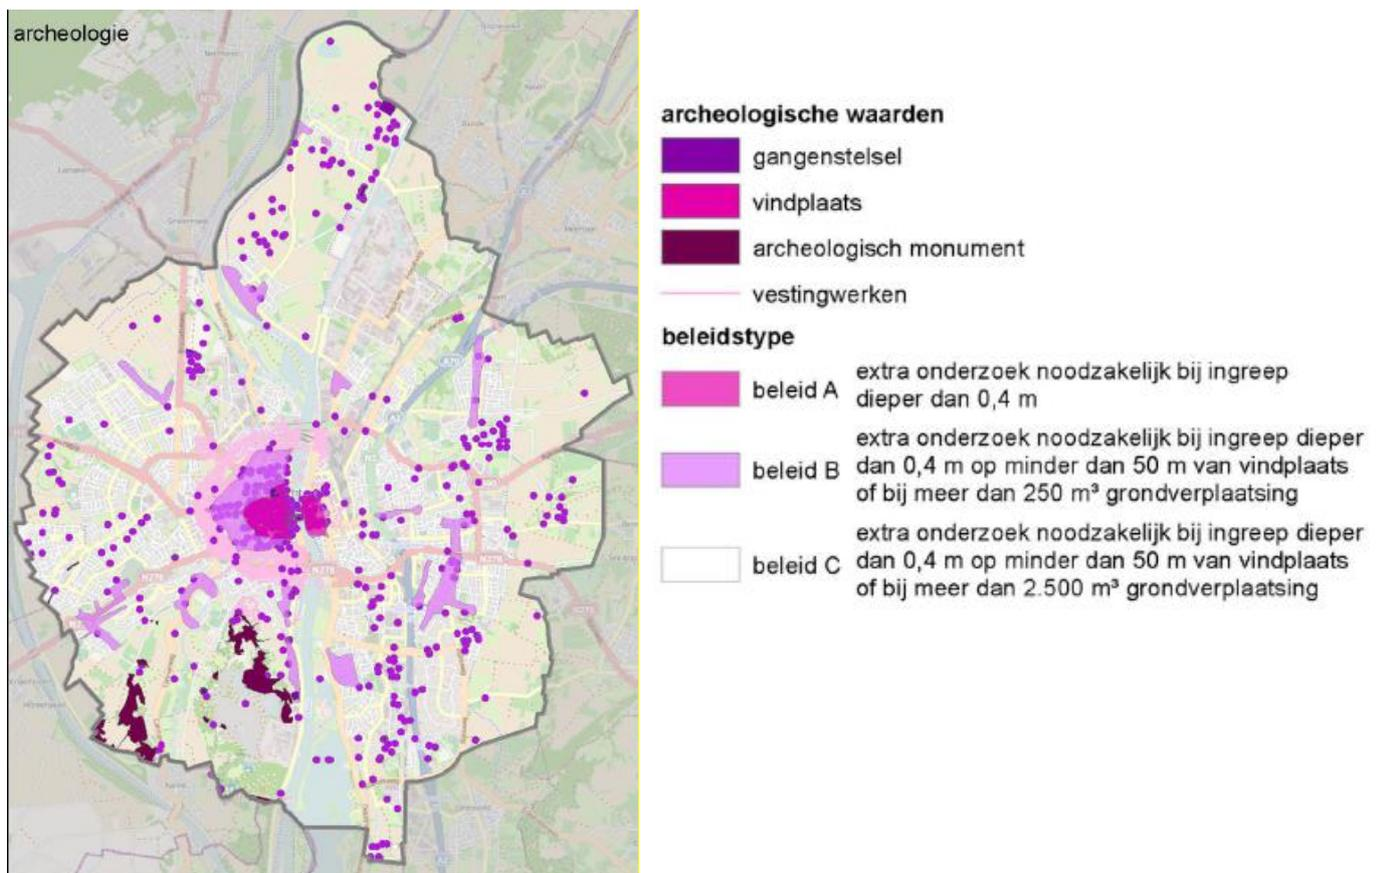 archeologie
archeologische waarden
gangenstelsel
vindplaats
archeologisch monument
vestingwerken
beleidstype
beleid A
extra onderzoek noodzakelijk bij ingreep
dieper dan 0,4 m
beleid B
extra onderzoek noodzakelijk bij ingreep dieper
dan 0,4 m op minder dan 50 m van vindplaats
of bij meer dan 250 m³ grondverplaatsing
beleid C
extra onderzoek noodzakelijk bij ingreep dieper
dan 0,4 m op minder dan 50 m van vindplaats
of bij meer dan 2.500 m³ grondverplaatsing
N278
N278